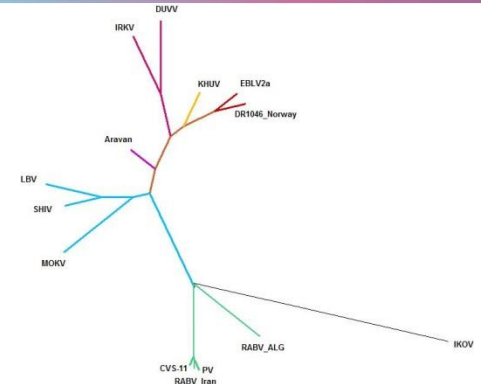 DUVV
IRKV
KHUV
EBLV2a
DR1046_Norway
Aravan
LBV
SHIV
MOKV
IKOV
RABV_ALG
CVS-11 PV
RABV_Iran